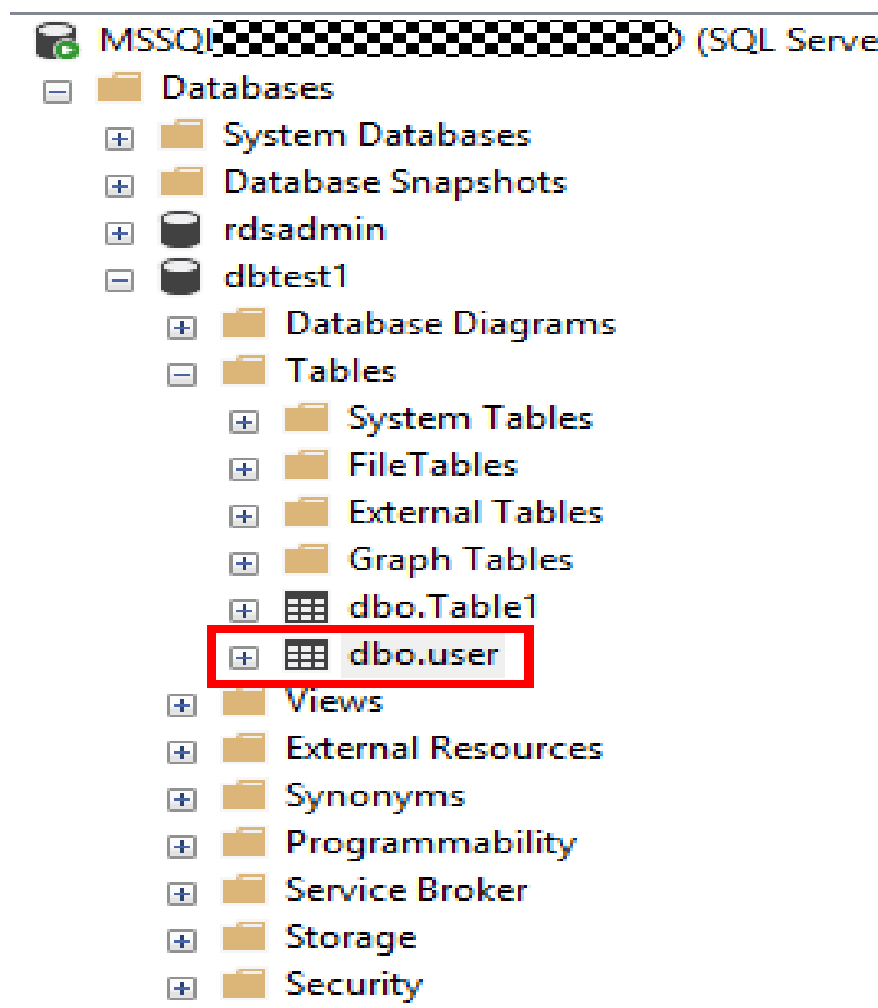 MSSQL (SQL Serve
Databases
System Databases
Database Snapshots
rdsadmin
dbtest1
Database Diagrams
Tables
System Tables
FileTables
External Tables
Graph Tables
dbo.Table1
dbo.user
Views
External Resources
Synonyms
Programmability
Service Broker
Storage
Security